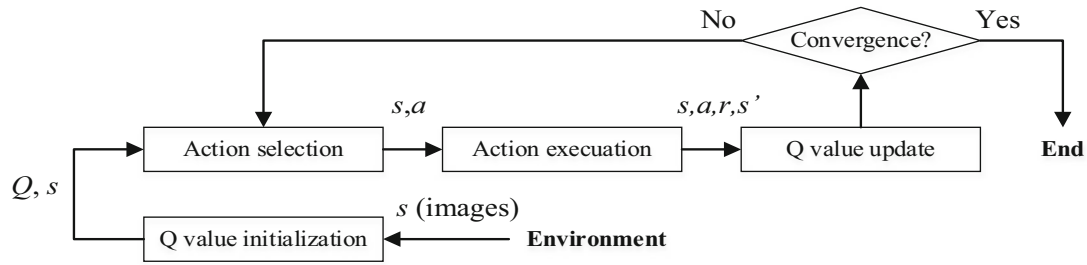 No
Convergence?
Yes
s,a
s,a,r,s’
Action selection
Action execuation
Q value update
End
Q, s
s (images)
Q value initialization
Environment